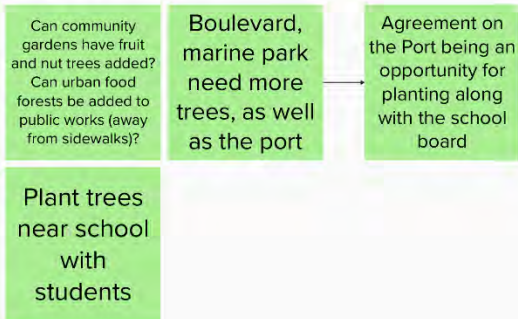 Can community
gardens have fruit
and nut trees added?
Can urban food
forests be added to
public works (away
from sidewalks)?
Boulevard,
marine park
need more
trees, as well
as the port
Agreement on
the Port being an
opportunity for
planting along
with the school
board
Plant trees
near school
with
students